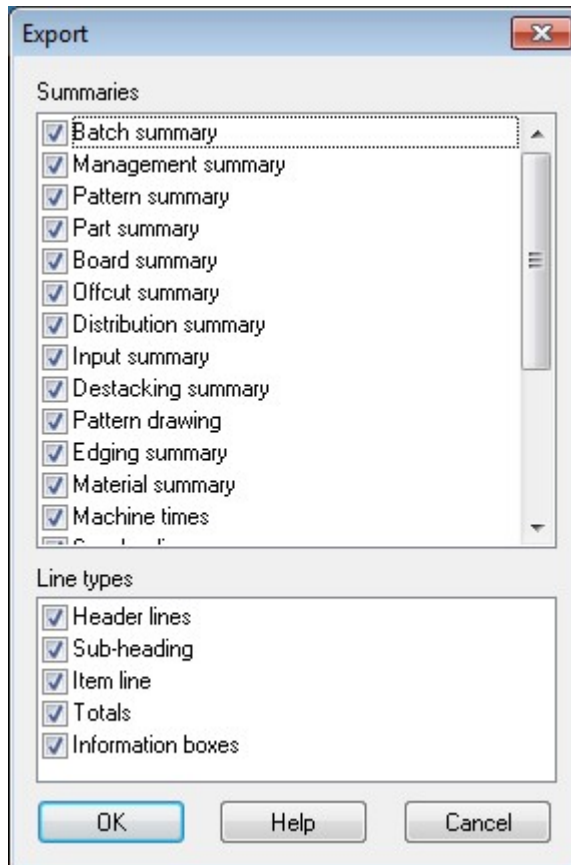 Export
Summaries
Batch summary
Management summary
Pattern summary
Part summary
Board summary
Offcut summary
Distribution summary
Input summary
Destacking summary
Pattern drawing
Edging summary
Material summary
Machine times
Line types
Header lines
Sub-heading
Item line
Totals
Information boxes
OK Help Cancel